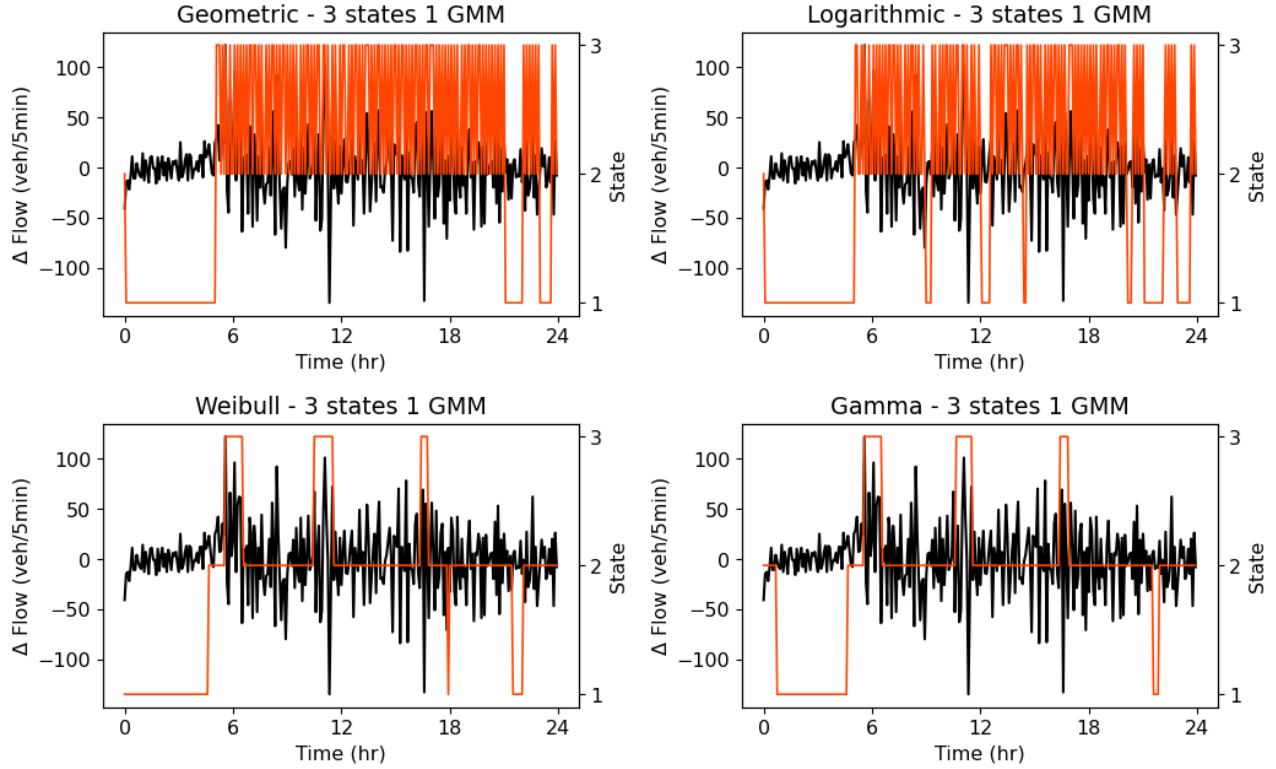 Geometric - 3 states 1 GMM
100
50
0
−50
−100
Δ Flow (veh/5min)
3
2
1
State
0 6 12 18 24
Time (hr)
Logarithmic - 3 states 1 GMM
100
50
0
−50
−100
Δ Flow (veh/5min)
3
2
1
State
0 6 12 18 24
Time (hr)
Weibull - 3 states 1 GMM
100
50
0
−50
−100
Δ Flow (veh/5min)
3
2
1
State
0 6 12 18 24
Time (hr)
Gamma - 3 states 1 GMM
100
50
0
−50
−100
Δ Flow (veh/5min)
3
2
1
State
0 6 12 18 24
Time (hr)